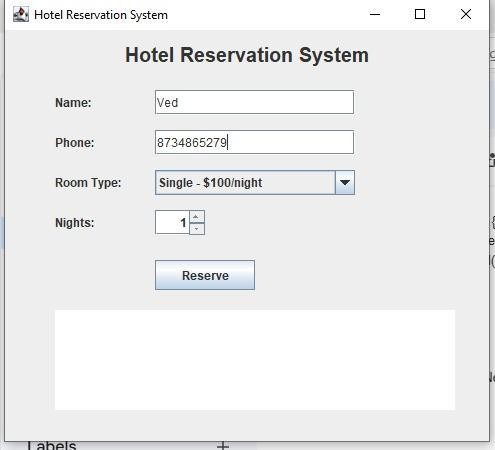 Hotel Reservation System
Hotel Reservation System
Name: Ved
Phone: 8734865279
Room Type: Single - $100/night
Nights: 1
Reserve
Labels